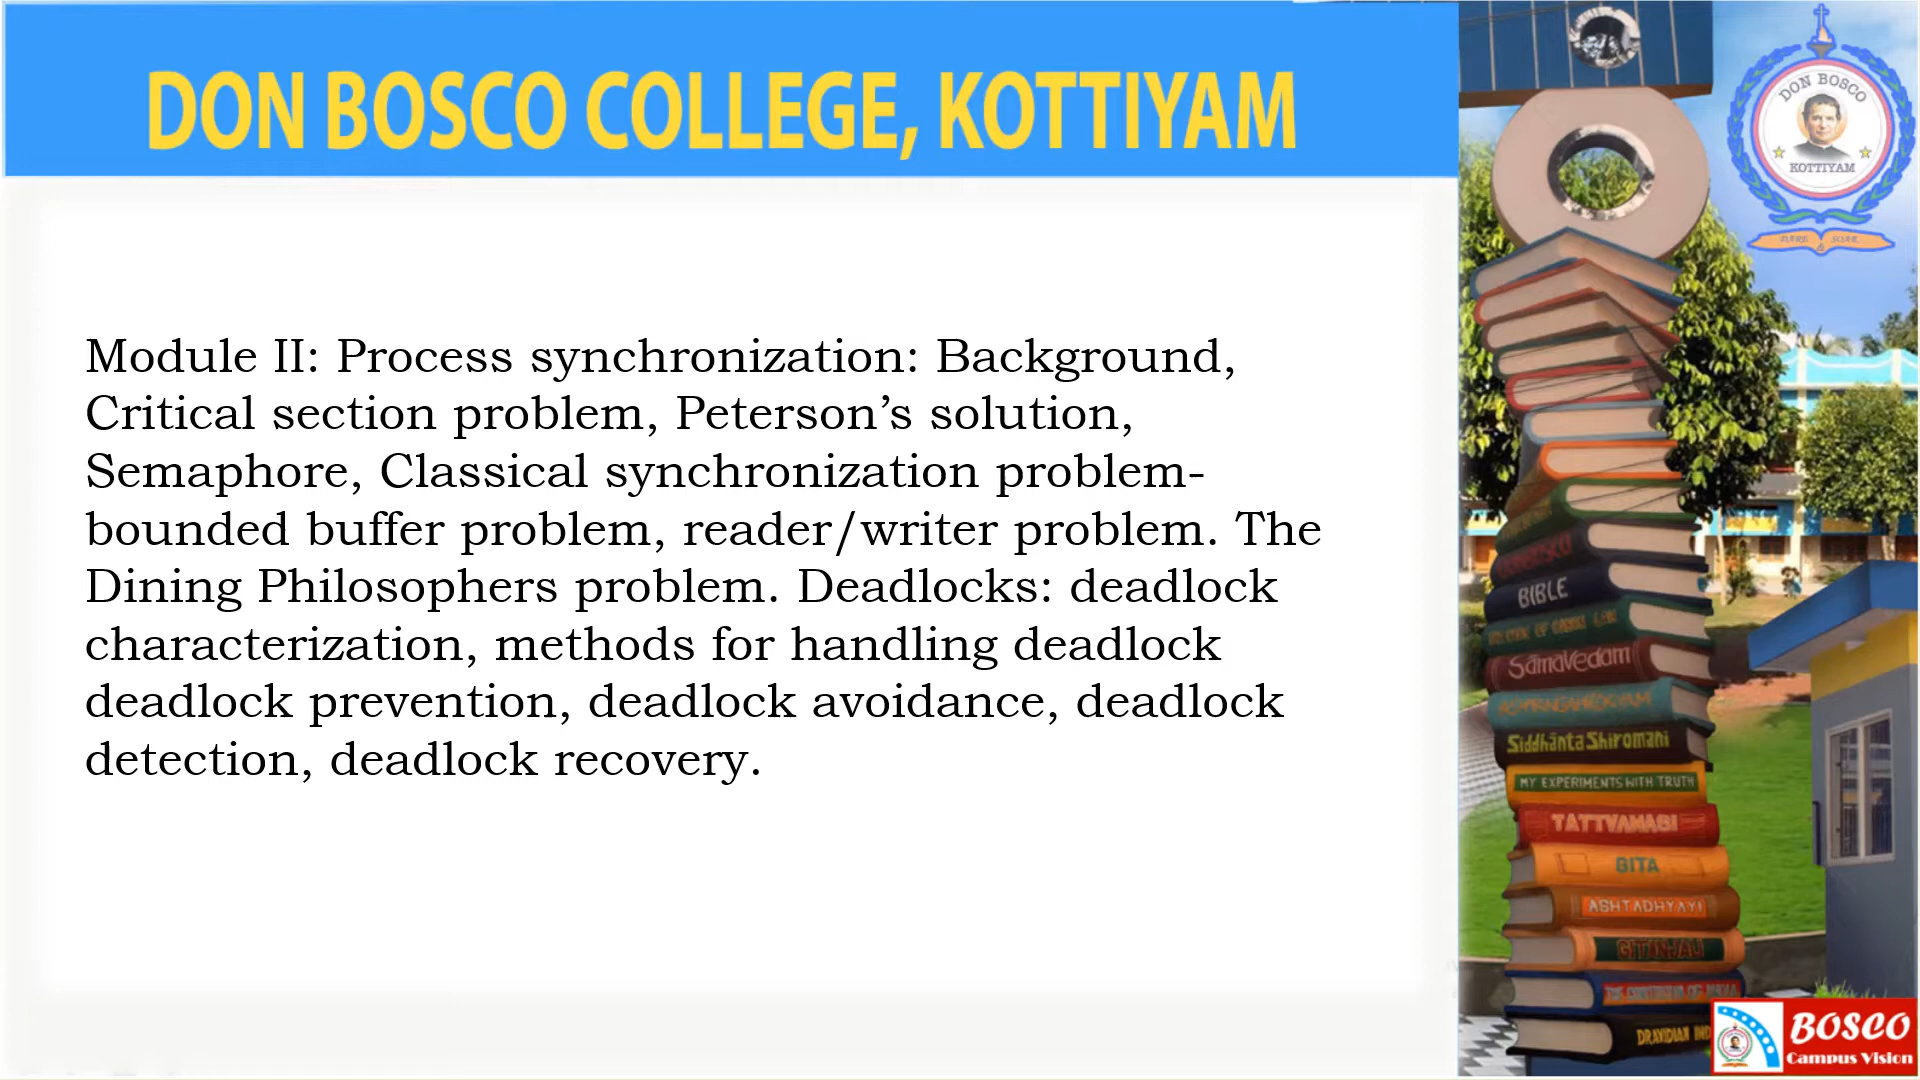 DON BOSCO COLLEGE, KOTTIYAM
DON BOSCO
KOTTIYAM
Module II: Process synchronization: Background,
Critical section problem, Peterson’s solution,
Semaphore, Classical synchronization problem-
bounded buffer problem, reader/writer problem. The
Dining Philosophers problem. Deadlocks: deadlock
characterization, methods for handling deadlock
deadlock prevention, deadlock avoidance, deadlock
detection, deadlock recovery.
BIBLE
SāmaVedam
Siddhānta Shiromani
MY EXPERIMENTS WITH TRUTH
TATTVAMASI
GITA
ASHTADHYAYI
GITANJALI
DRAVIDIAN
BOSCO
Campus Vision